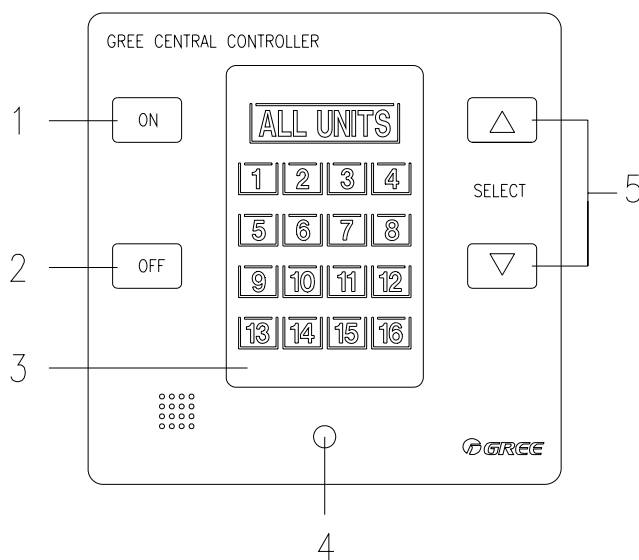 GREE CENTRAL CONTROLLER
1
ON
ALL UNITS
1 2 3 4
SELECT
5
5 6 7 8
2
OFF
9 10 11 12
13 14 15 16
3
GREE
4